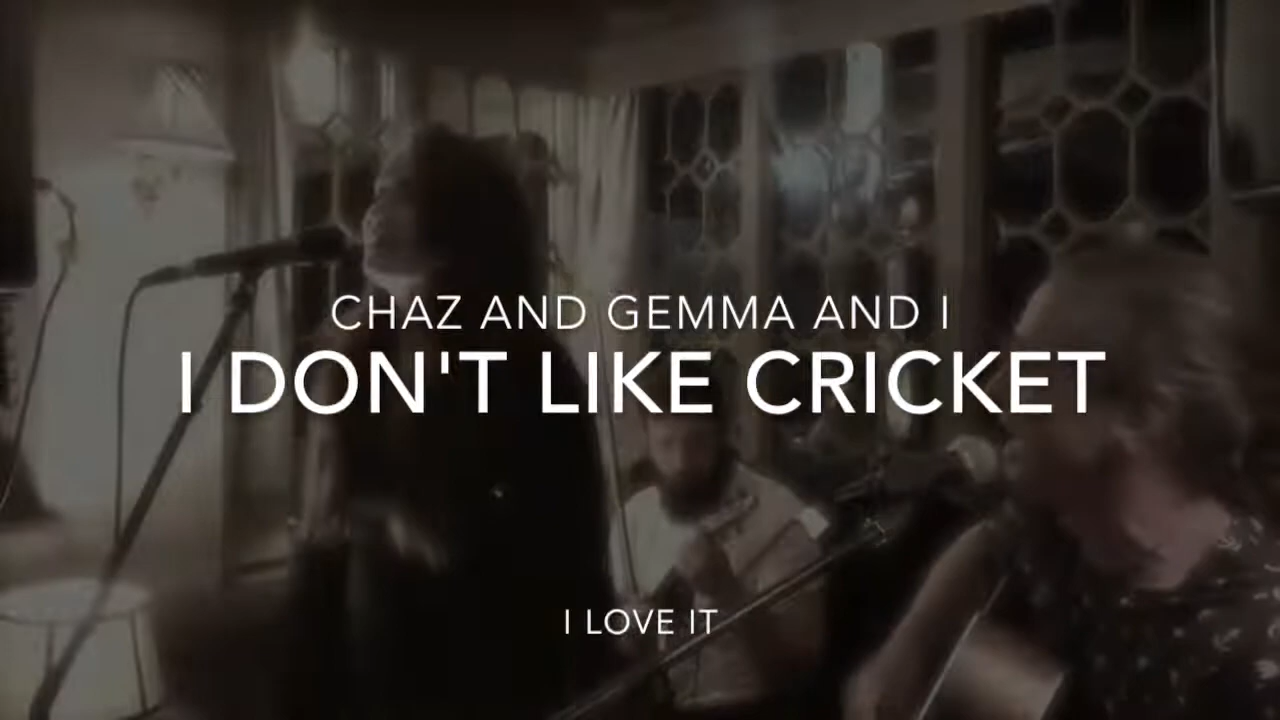 CHAZ AND GEMMA AND I
I DON'T LIKE CRICKET
I LOVE IT